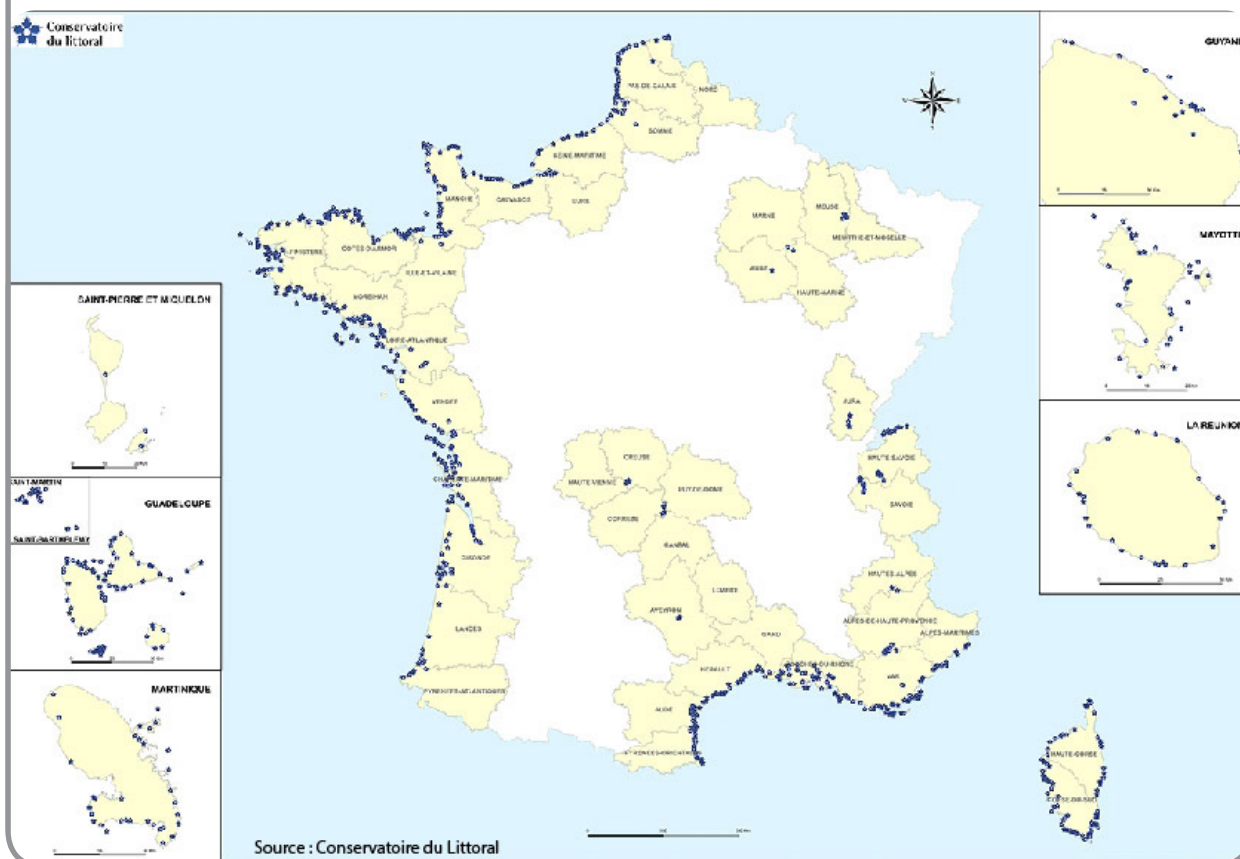 Conservatoire
du littoral
GUYANE
PAS-DE-CALAIS
NORD
SOMME
SEINE-MARITIME
EURE
MANCHE
CALVADOS
MARNE
MEUSE
MEURTHE-ET-MOSELLE
AUBE
HAUTE-MARNE
MAYOTTE
FINISTERE
COTES-D'ARMOR
ILLE-ET-VILAINE
MORBIHAN
LOIRE-ATLANTIQUE
VENDEE
SAINT-PIERRE ET MIQUELON
JURA
HAUTE-SAVOIE
SAVOIE
LA REUNION
CREUSE
HAUTE-VIENNE
PUY-DE-DOME
CORREZE
CHARENTE-MARITIME
SAINT-MARTIN
GUADELOUPE
SAINT-BARTHELEMY
GIRONDE
CANTAL
LOZERE
AVEYRON
HAUTES-ALPES
ALPES-DE-HAUTE-PROVENCE
ALPES-MARITIMES
LANDES
GARD
HERAULT
BOUCHES-DU-RHONE
VAR
PYRENEES-ATLANTIQUES
AUDE
PYRENEES-ORIENTALES
MARTINIQUE
HAUTE-CORSE
CORSE-DU-SUD
Source : Conservatoire du Littoral